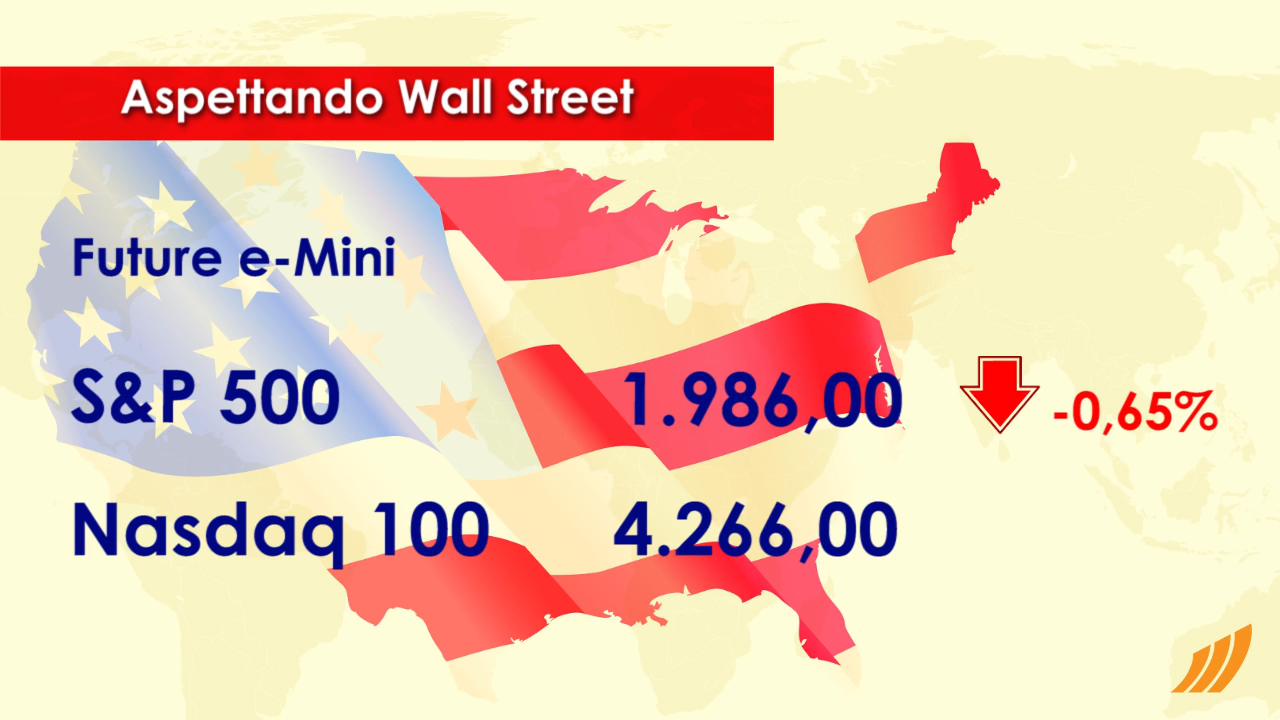 Aspettando Wall Street
Future e-Mini
S&P 500 1.986,00 -0,65%
Nasdaq 100 4.266,00